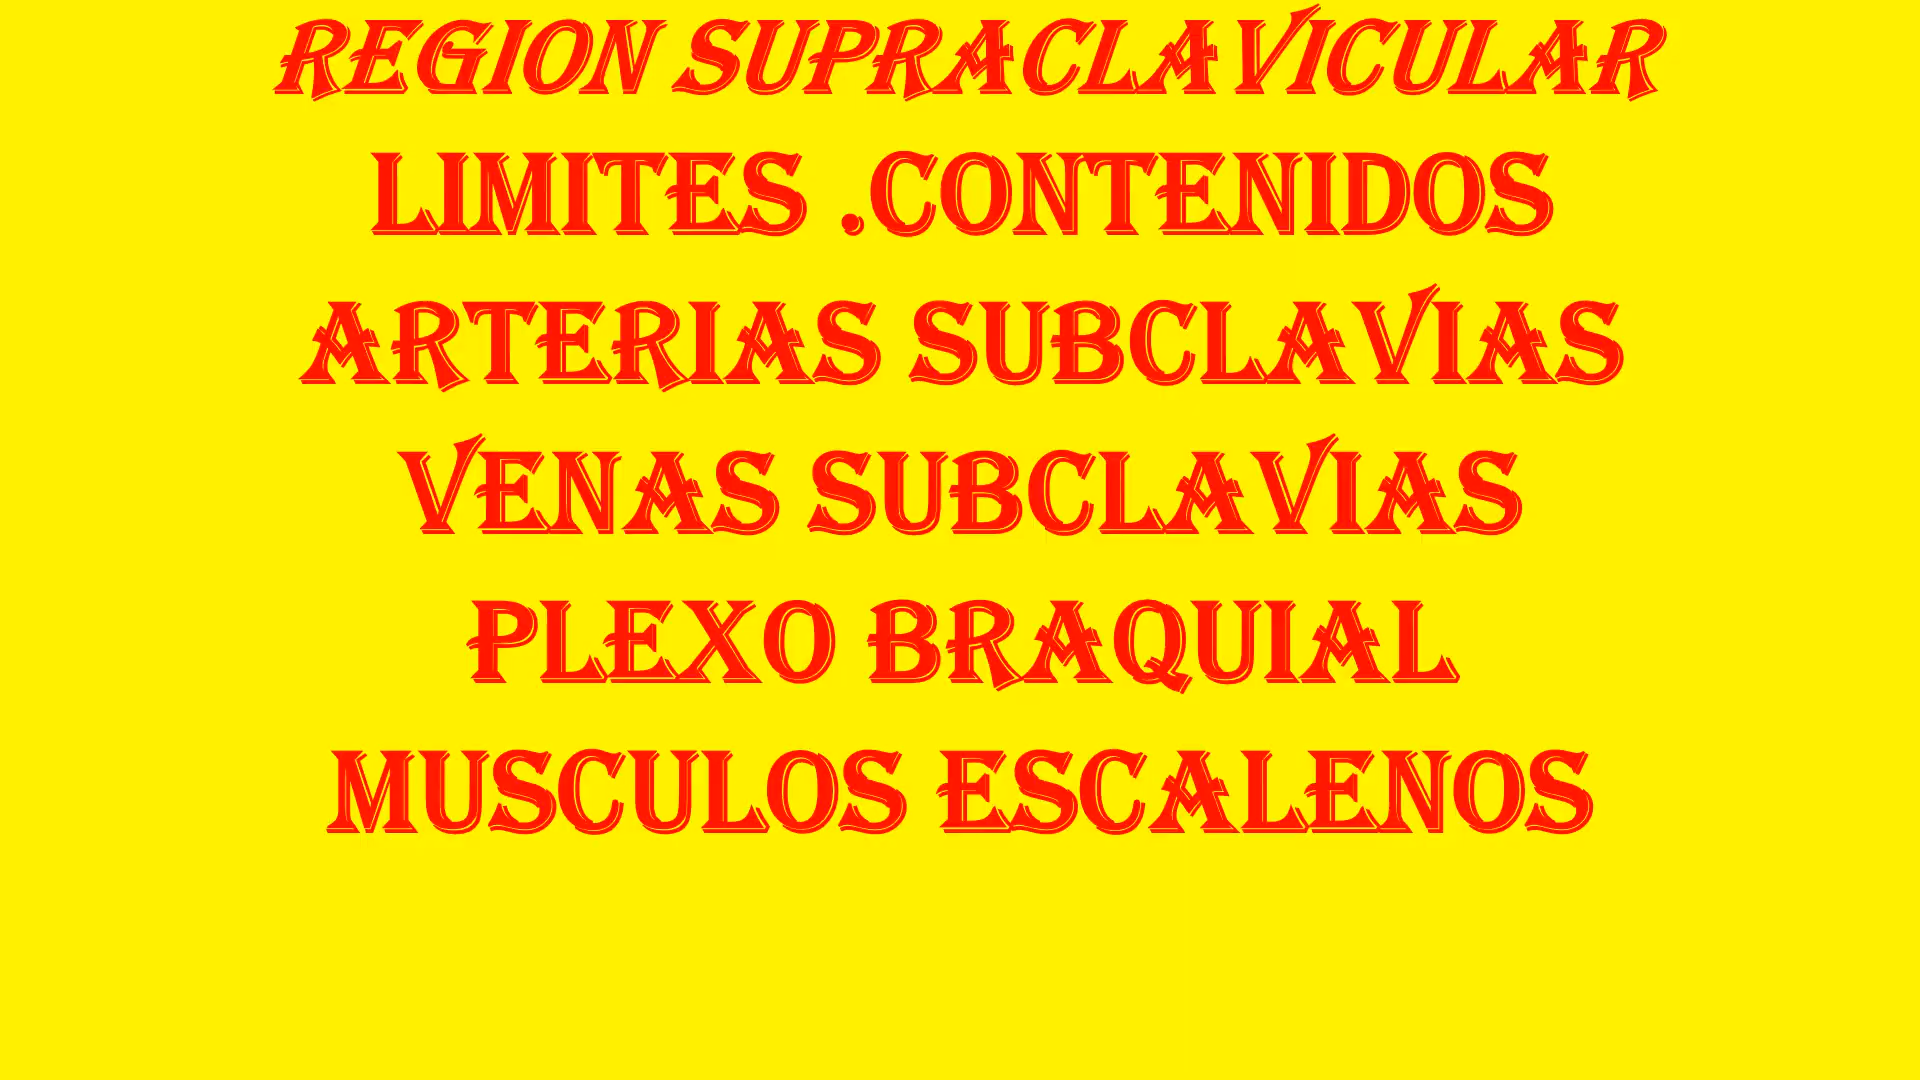 REGION SUPRACLAVICULAR
LIMITES .CONTENIDOS
ARTERIAS SUBCLAVIAS
VENAS SUBCLAVIAS
PLEXO BRAQUIAL
MUSCULOS ESCALENOS